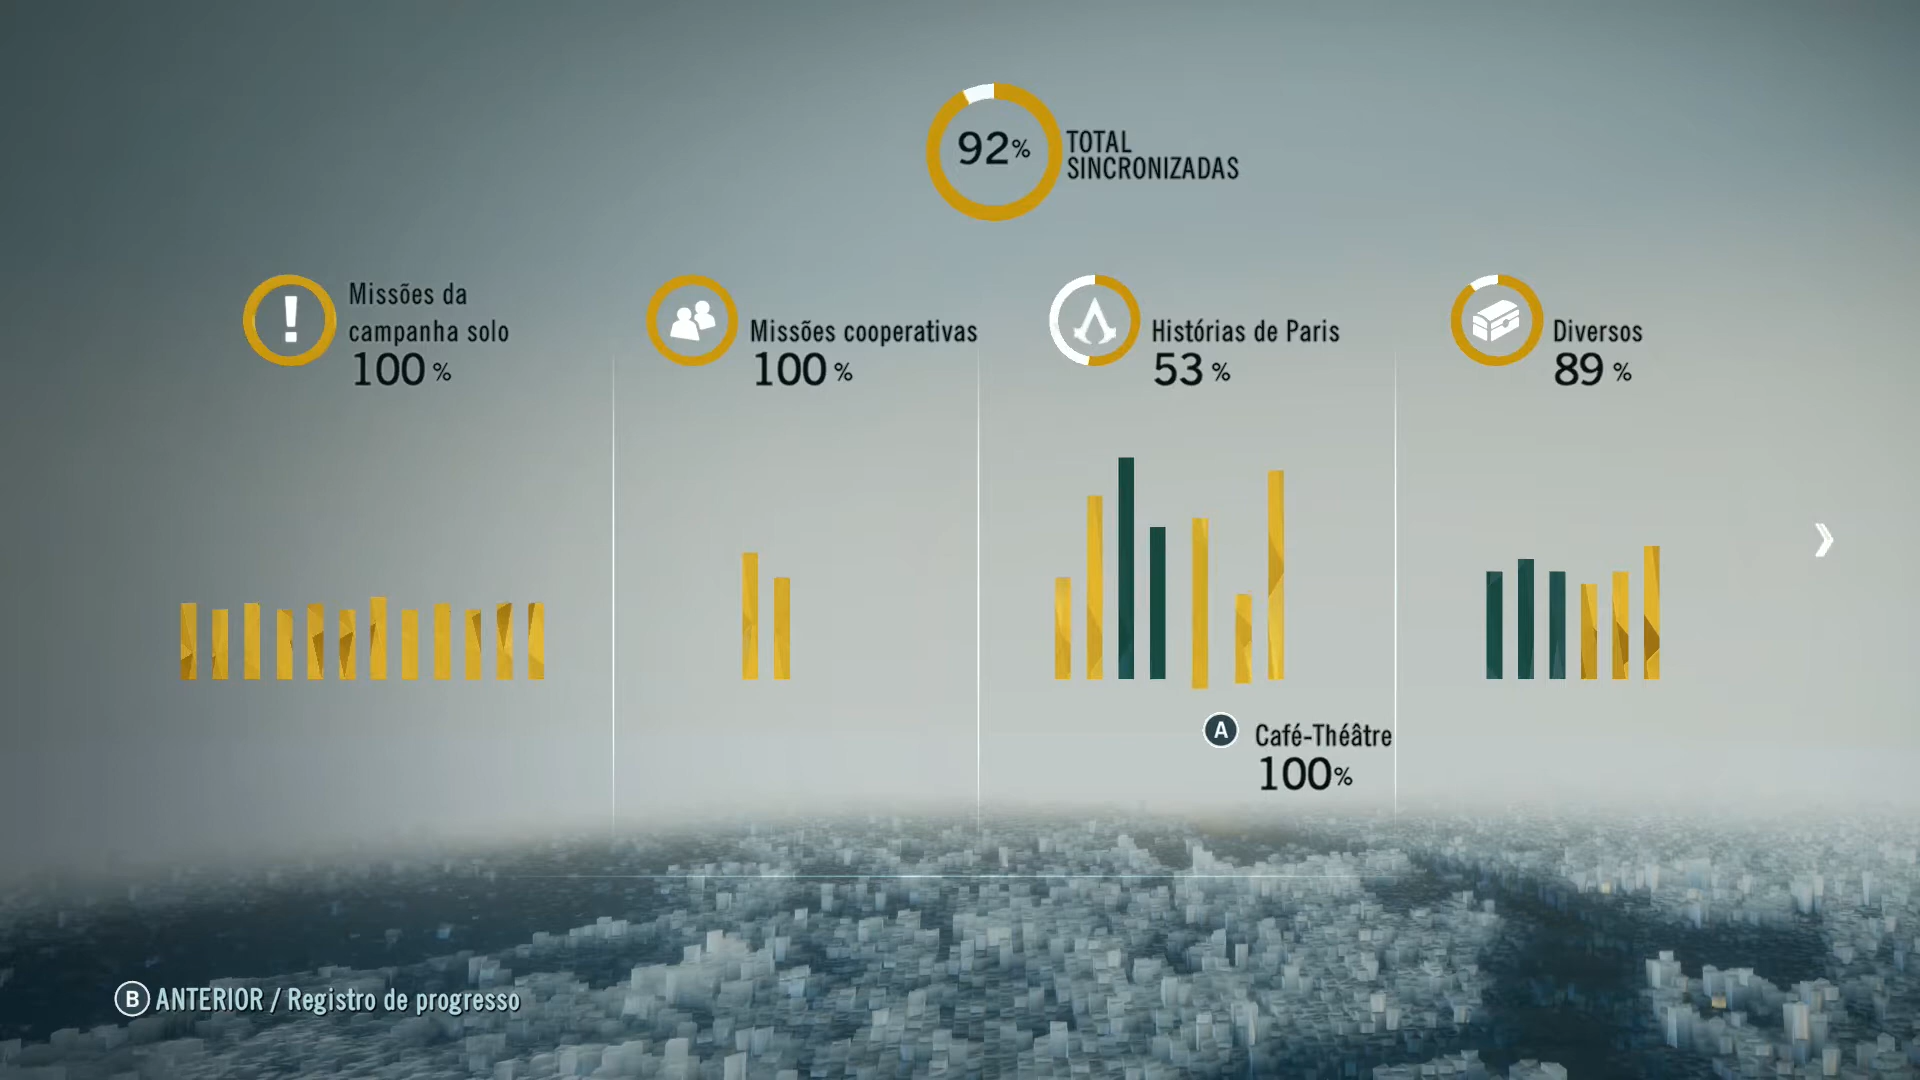 92%
TOTAL
SINCRONIZADAS
Missões da
campanha solo
100 %
Missões cooperativas
100 %
Histórias de Paris
53 %
Diversos
89 %
A Café-Théâtre
100%
B ANTERIOR / Registro de progresso